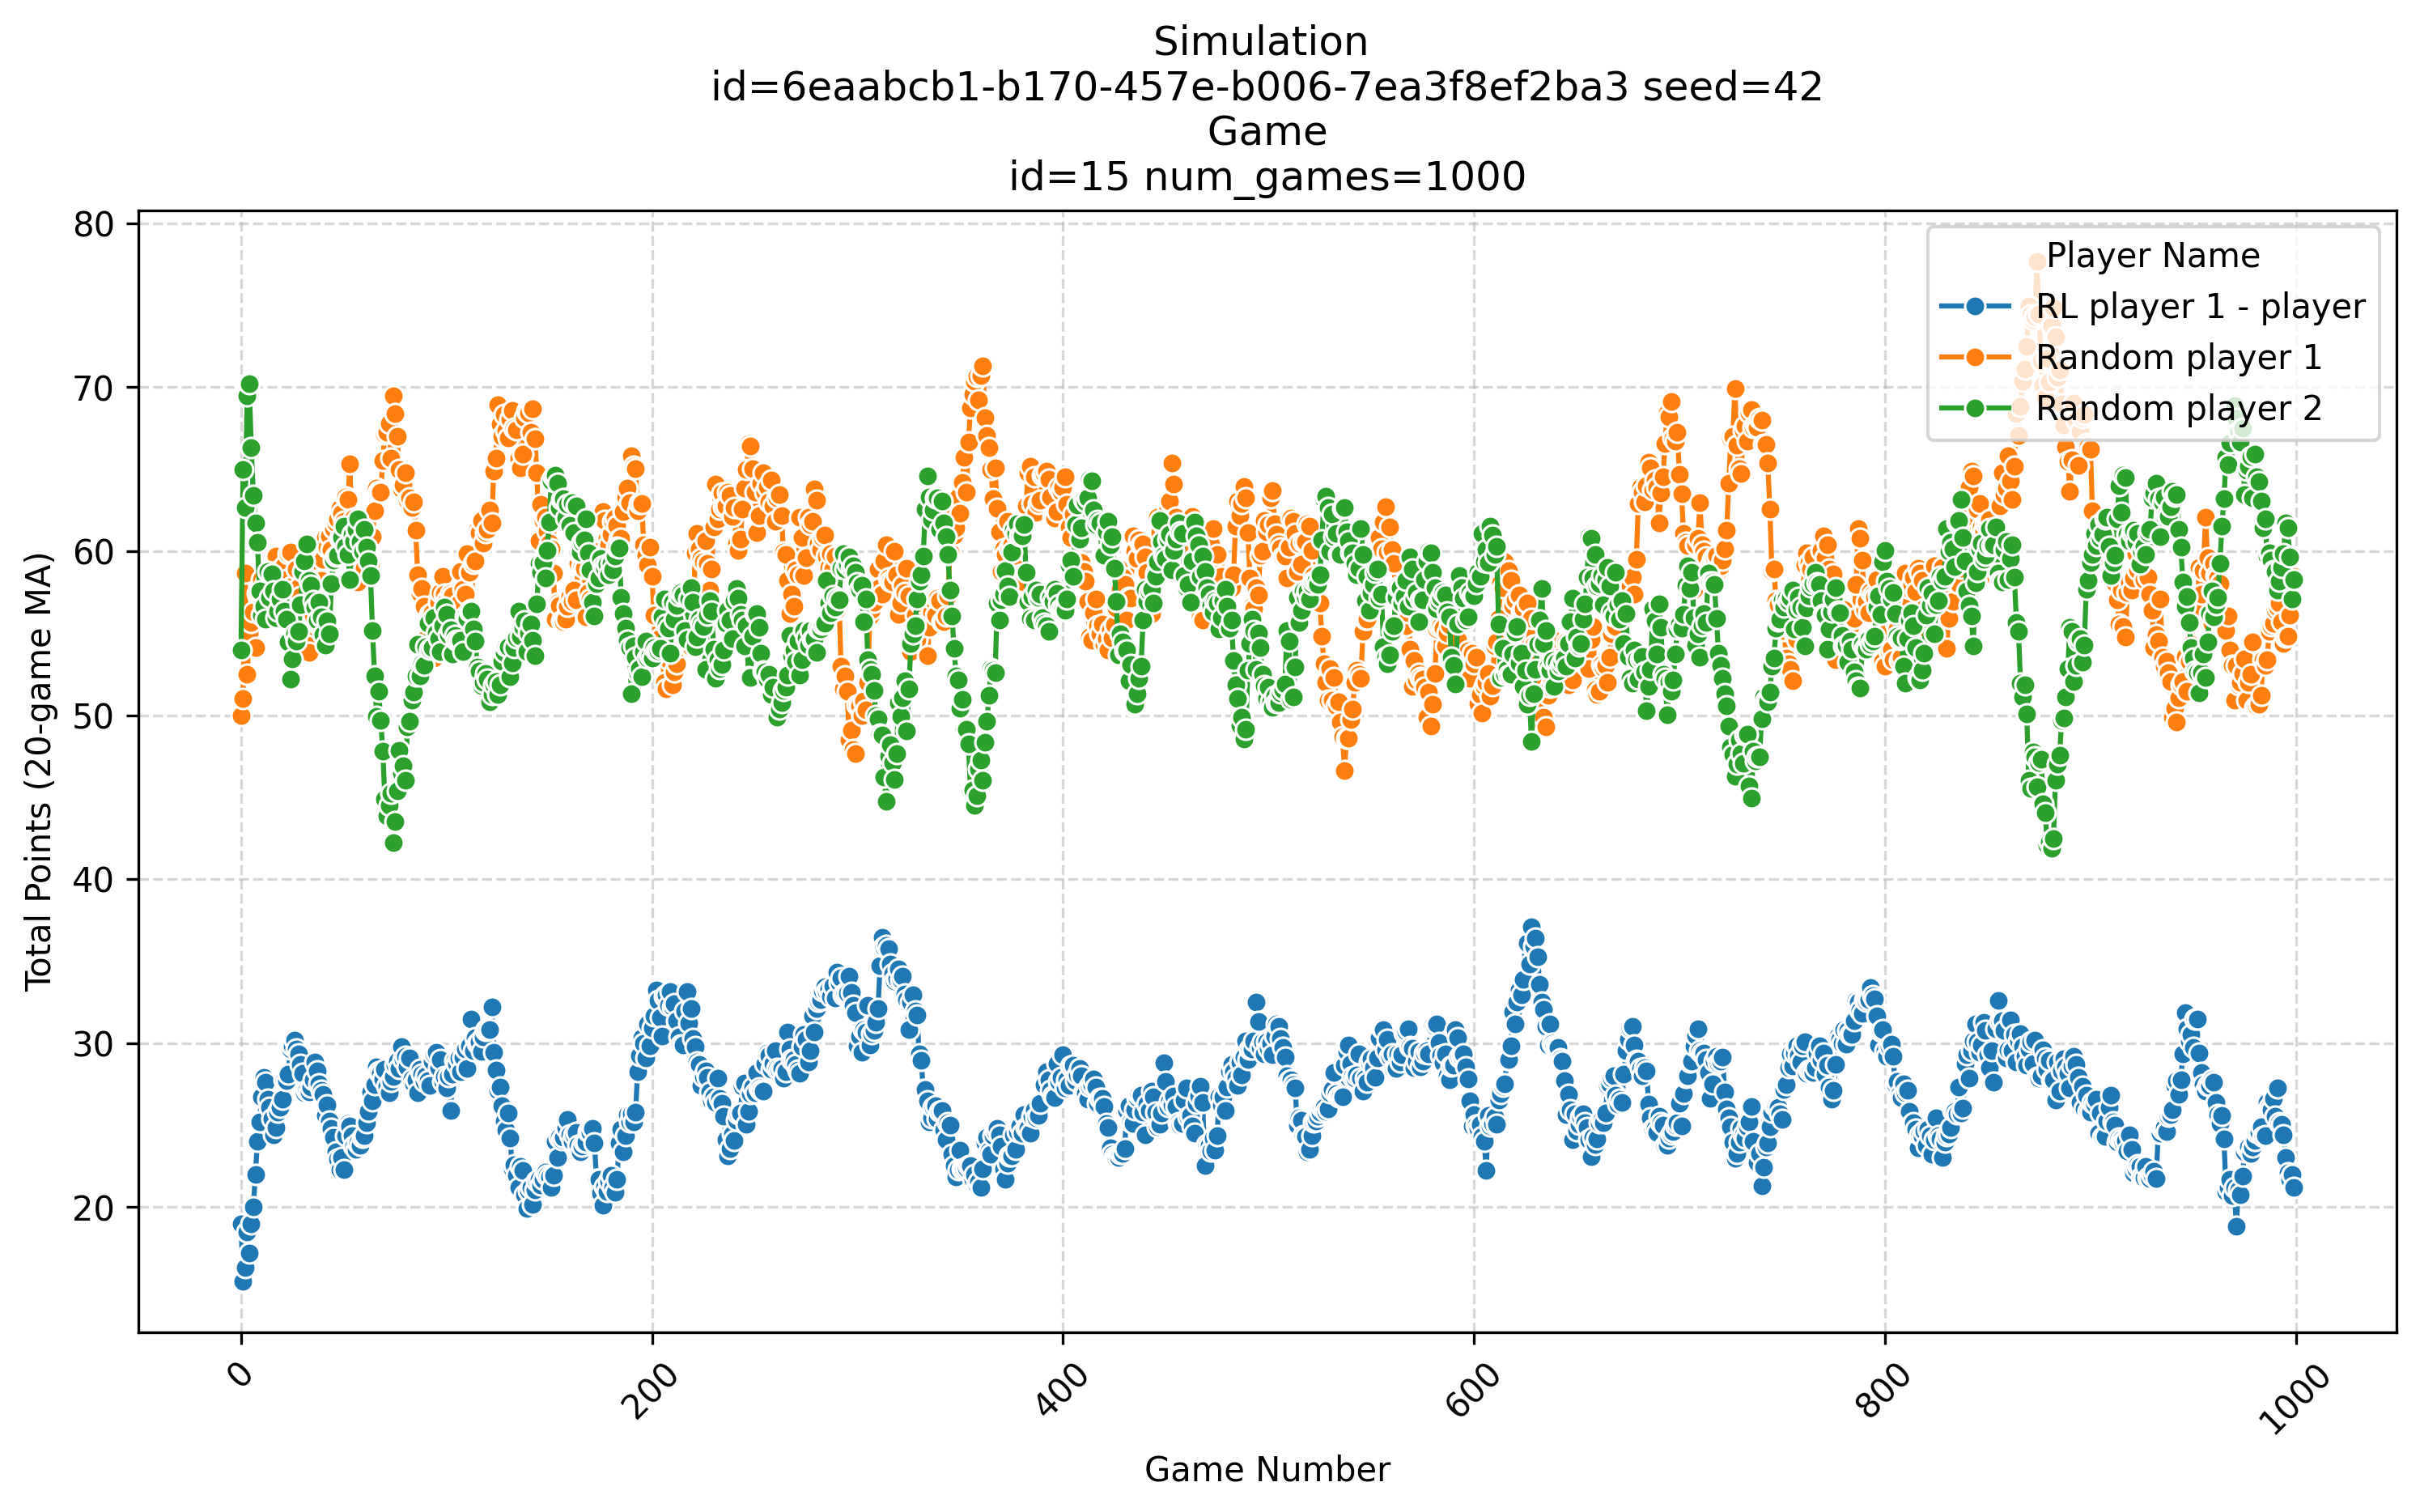 Simulation
id=6eaabcb1-b170-457e-b006-7ea3f8ef2ba3 seed=42
Game
id=15 num_games=1000
80
70
60
50
40
30
20
Total Points (20-game MA)
Player Name
RL player 1 - player
Random player 1
Random player 2
0
200
400
600
800
1000
Game Number